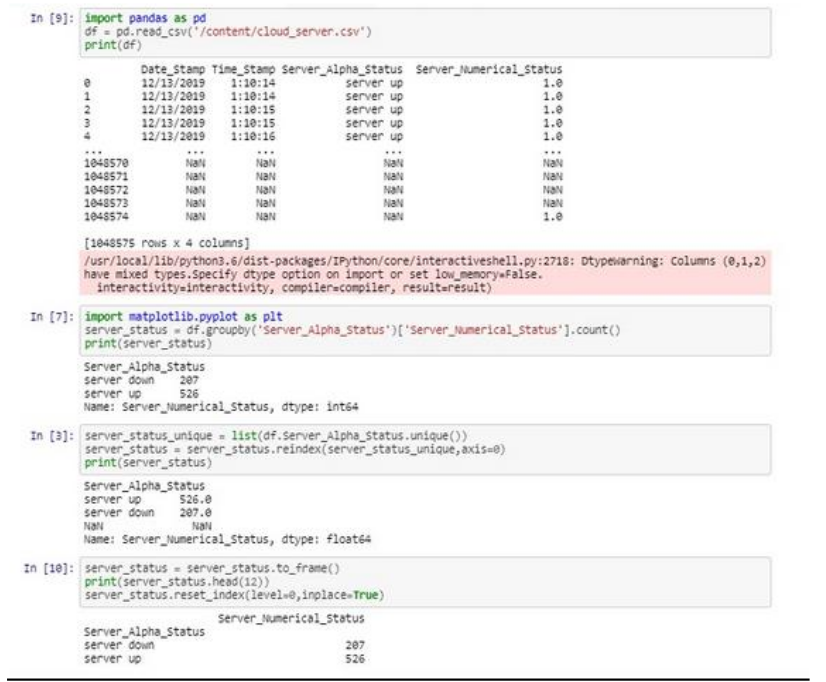 In [9]: import pandas as pd
df = pd.read_csv('/content/cloud_server.csv')
print(df)
Date_Stamp Time_Stamp Server_Alpha_Status Server_Numerical_Status
0 12/13/2019 1:10:14 server up 1.0
1 12/13/2019 1:10:14 server up 1.0
2 12/13/2019 1:10:15 server up 1.0
3 12/13/2019 1:10:15 server up 1.0
4 12/13/2019 1:10:16 server up 1.0
... ... ... ... ...
1048570 NaN NaN NaN NaN
1048571 NaN NaN NaN NaN
1048572 NaN NaN NaN NaN
1048573 NaN NaN NaN NaN
1048574 NaN NaN NaN 1.0
[1048575 rows x 4 columns]
/usr/local/lib/python3.6/dist-packages/IPython/core/interactiveshell.py:2718: DtypeWarning: Columns (0,1,2)
have mixed types.Specify dtype option on import or set low_memory=False.
interactivity=interactivity, compiler=compiler, result=result)
In [7]: import matplotlib.pyplot as plt
server_status = df.groupby('Server_Alpha_Status')['Server_Numerical_Status'].count()
print(server_status)
Server_Alpha_Status
server down 207
server up 526
Name: Server_Numerical_Status, dtype: int64
In [3]: server_status_unique = list(df.Server_Alpha_Status.unique())
server_status = server_status.reindex(server_status_unique,axis=0)
print(server_status)
Server_Alpha_Status
server up 526.0
server down 207.0
NaN NaN
Name: Server_Numerical_Status, dtype: float64
In [10]: server_status = server_status.to_frame()
print(server_status.head(12))
server_status.reset_index(level=0,inplace=True)
Server_Numerical_Status
Server_Alpha_Status
server down 207
server up 526